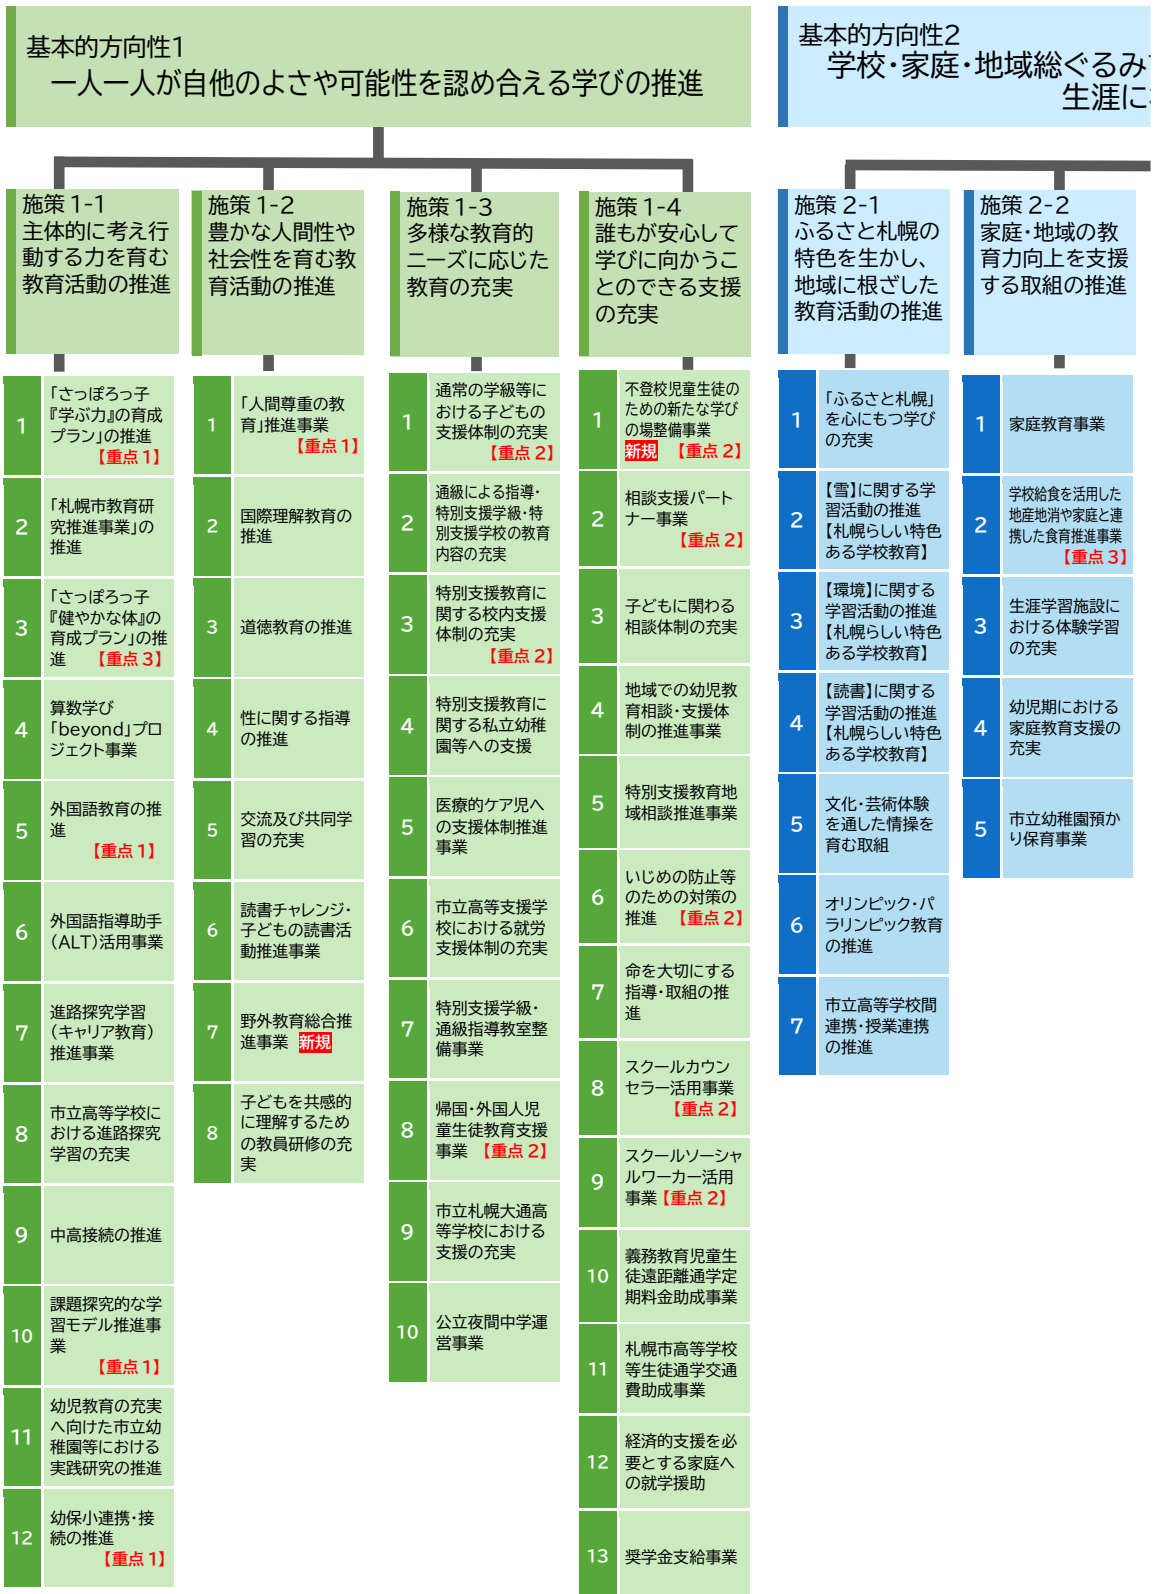 基本的方向性1
一人一人が自他のよさや可能性を認め合える学びの推進
施策 1-1
主体的に考え行
動する力を育む
教育活動の推進
1
「さっぽろっ子
『学ぶ力』の育成
プラン」の推進
【重点 1】
2
「札幌市教育研
究推進事業」の
推進
3
「さっぽろっ子
『健やかな体』の
育成プラン」の推
進 【重点 3】
4
算数学び
「beyond」プロ
ジェクト事業
5
外国語教育の推
進
【重点 1】
6
外国語指導助手
(ALT)活用事業
7
進路探究学習
(キャリア教育)
推進事業
8
市立高等学校に
おける進路探究
学習の充実
9
中高接続の推進
10
課題探究的な学
習モデル推進事
業
【重点 1】
11
幼児教育の充実
へ向けた市立幼
稚園等における
実践研究の推進
12
幼保小連携・接
続の推進
【重点 1】
施策 1-2
豊かな人間性や
社会性を育む教
育活動の推進
1
「人間尊重の教
育」推進事業
【重点 1】
2
国際理解教育の
推進
3
道徳教育の推進
4
性に関する指導
の推進
5
交流及び共同学
習の充実
6
読書チャレンジ・
子どもの読書活
動推進事業
7
野外教育総合推
進事業 新規
8
子どもを共感的
に理解するため
の教員研修の充
実
施策 1-3
多様な教育的
ニーズに応じた
教育の充実
1
通常の学級等に
おける子どもの
支援体制の充実
【重点 2】
2
通級による指導・
特別支援学級・特
別支援学校の教育
内容の充実
3
特別支援教育に
関する校内支援
体制の充実
【重点 2】
4
特別支援教育に
関する私立幼稚
園等への支援
5
医療的ケア児へ
の支援体制推進
事業
6
市立高等支援学
校における就労
支援体制の充実
7
特別支援学級・
通級指導教室整
備事業
8
帰国・外国人児
童生徒教育支援
事業 【重点 2】
9
市立札幌大通高
等学校における
支援の充実
10
公立夜間中学運
営事業
施策 1-4
誰もが安心して
学びに向かうこ
とのできる支援
の充実
1
不登校児童生徒の
ための新たな学び
の場整備事業
新規 【重点 2】
2
相談支援パート
ナー事業
【重点 2】
3
子どもに関わる
相談体制の充実
4
地域での幼児教
育相談・支援体
制の推進事業
5
特別支援教育地
域相談推進事業
6
いじめの防止等
のための対策の
推進 【重点 2】
7
命を大切にする
指導・取組の推
進
8
スクールカウン
セラー活用事業
【重点 2】
9
スクールソーシャ
ルワーカー活用
事業【重点 2】
10
義務教育児童生
徒遠距離通学定
期料金助成事業
11
札幌市高等学校
等生徒通学交通
費助成事業
12
経済的支援を必
要とする家庭へ
の就学援助
13
奨学金支給事業
基本的方向性2
学校・家庭・地域総ぐるみ
生涯に
施策 2-1
ふるさと札幌の
特色を生かし、
地域に根ざした
教育活動の推進
1
「ふるさと札幌」
を心にもつ学び
の充実
2
【雪】に関する学
習活動の推進
【札幌らしい特色
ある学校教育】
3
【環境】に関する
学習活動の推進
【札幌らしい特色
ある学校教育】
4
【読書】に関する
学習活動の推進
【札幌らしい特色
ある学校教育】
5
文化・芸術体験
を通した情操を
育む取組
6
オリンピック・パ
ラリンピック教育
の推進
7
市立高等学校間
連携・授業連携
の推進
施策 2-2
家庭・地域の教
育力向上を支援
する取組の推進
1
家庭教育事業
2
学校給食を活用した
地産地消や家庭と連
携した食育推進事業
【重点 3】
3
生涯学習施設に
おける体験学習
の充実
4
幼児期における
家庭教育支援の
充実
5
市立幼稚園預か
り保育事業